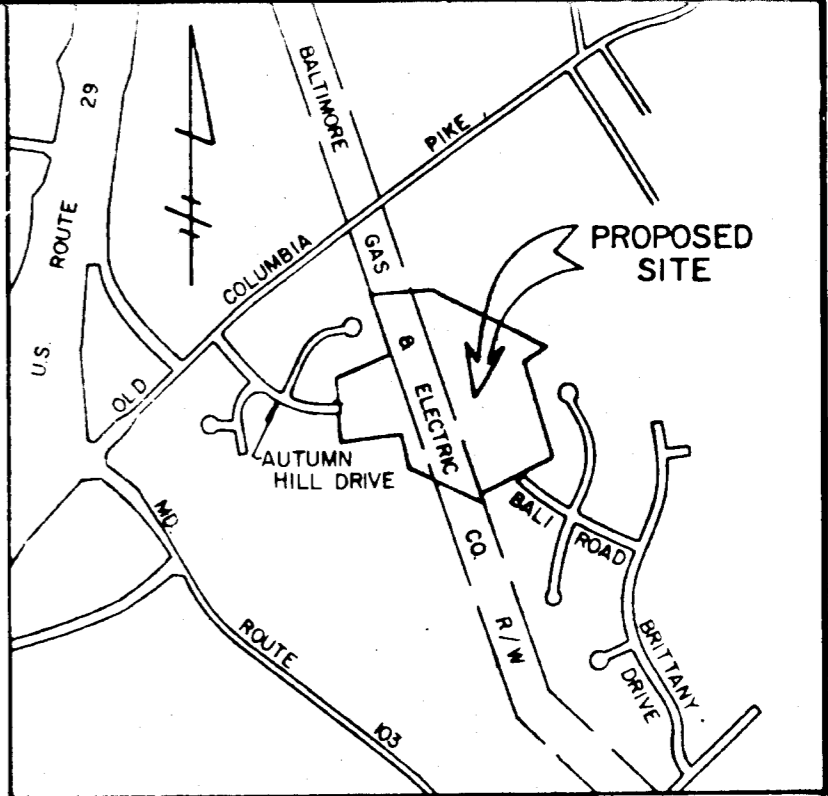 U.S. ROUTE 29
BALTIMORE GAS & ELECTRIC CO. R/W
OLD COLUMBIA PIKE
PROPOSED
SITE
AUTUMN
HILL DRIVE
BALI ROAD
MD. ROUTE 103
BRITTANY DRIVE